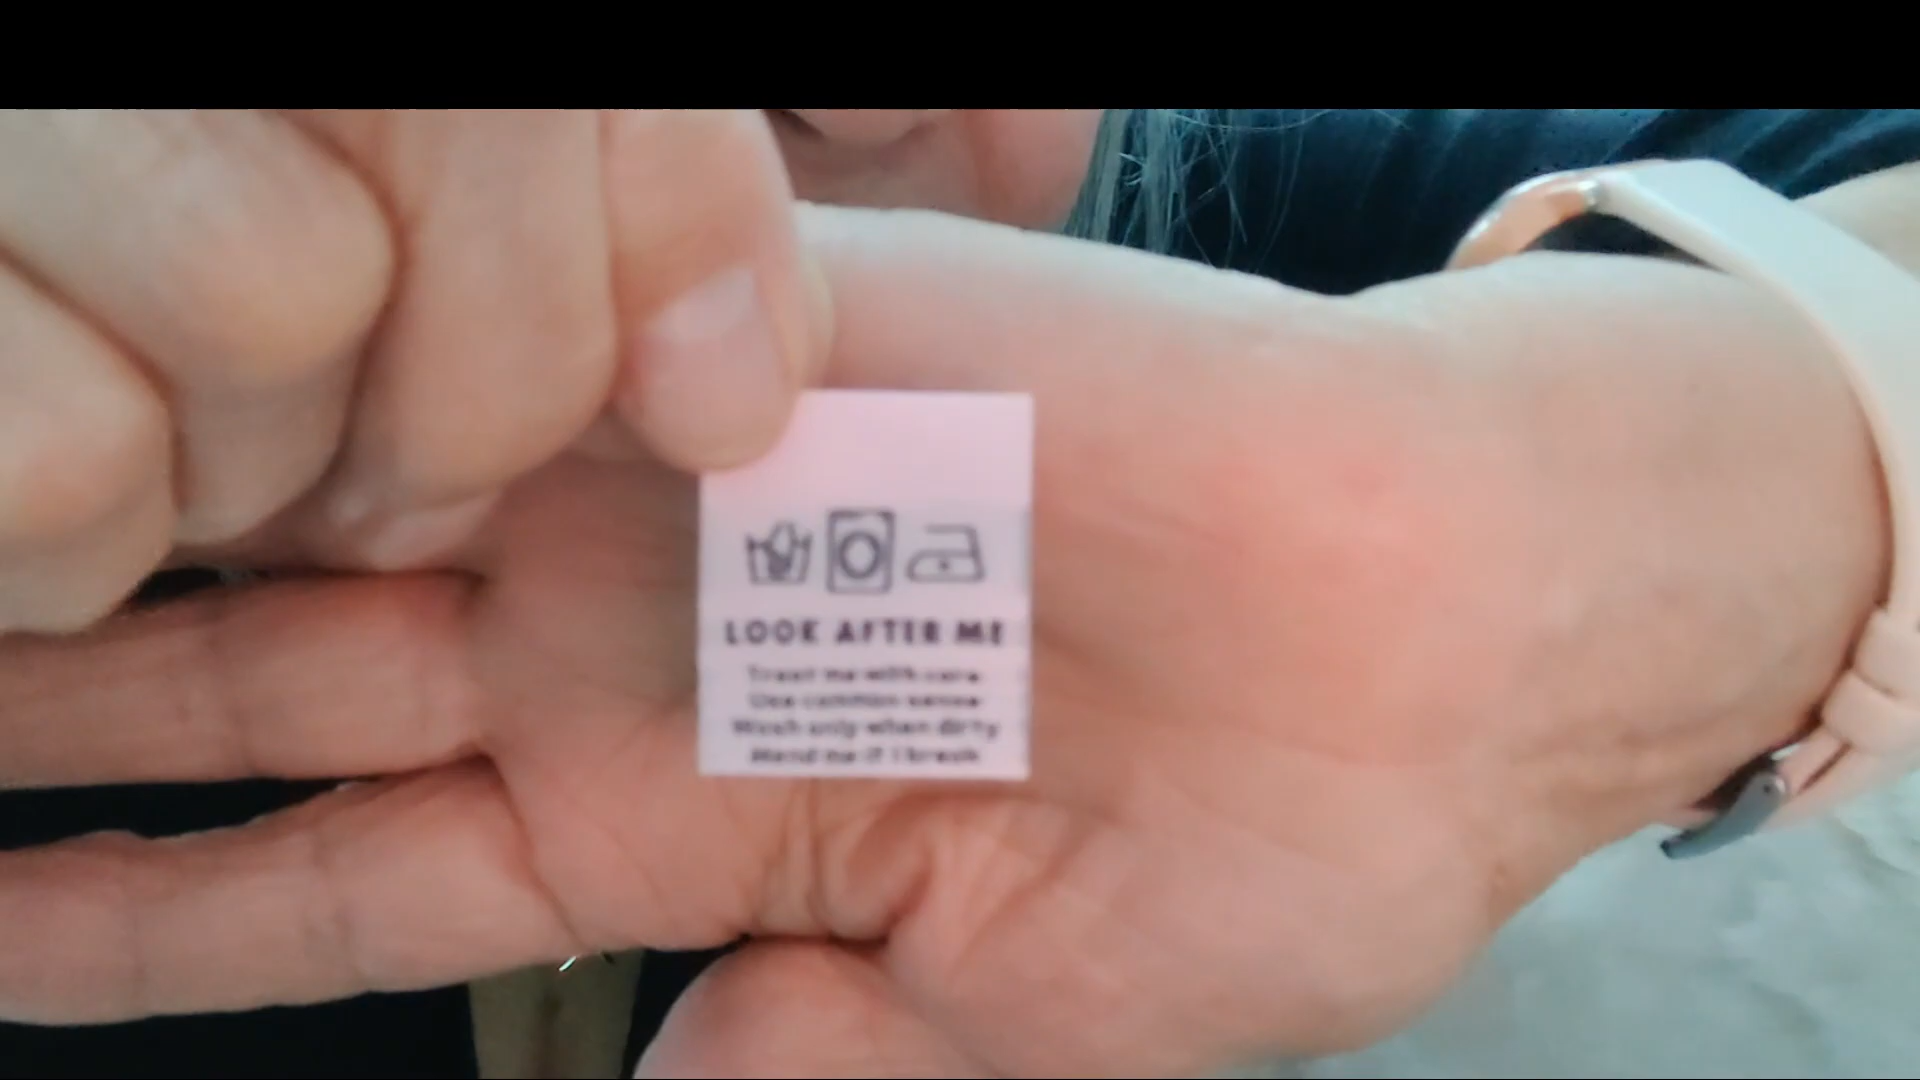 LOOK AFTER ME
Treat me with care
Use common sense
Wash only when dirty
Mend me if I break